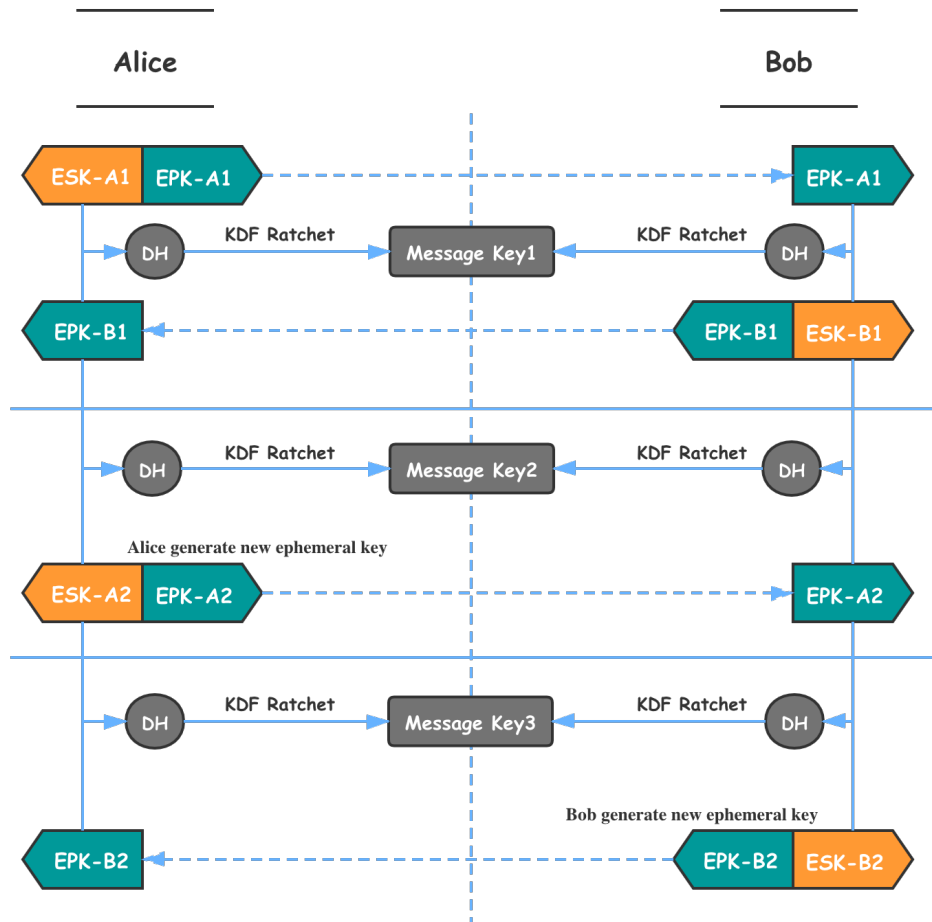 Alice
Bob
ESK-A1
EPK-A1
EPK-A1
DH
KDF Ratchet
Message Key1
KDF Ratchet
DH
EPK-B1
EPK-B1
ESK-B1
DH
KDF Ratchet
Message Key2
KDF Ratchet
DH
Alice generate new ephemeral key
ESK-A2
EPK-A2
EPK-A2
DH
KDF Ratchet
Message Key3
KDF Ratchet
DH
Bob generate new ephemeral key
EPK-B2
EPK-B2
ESK-B2